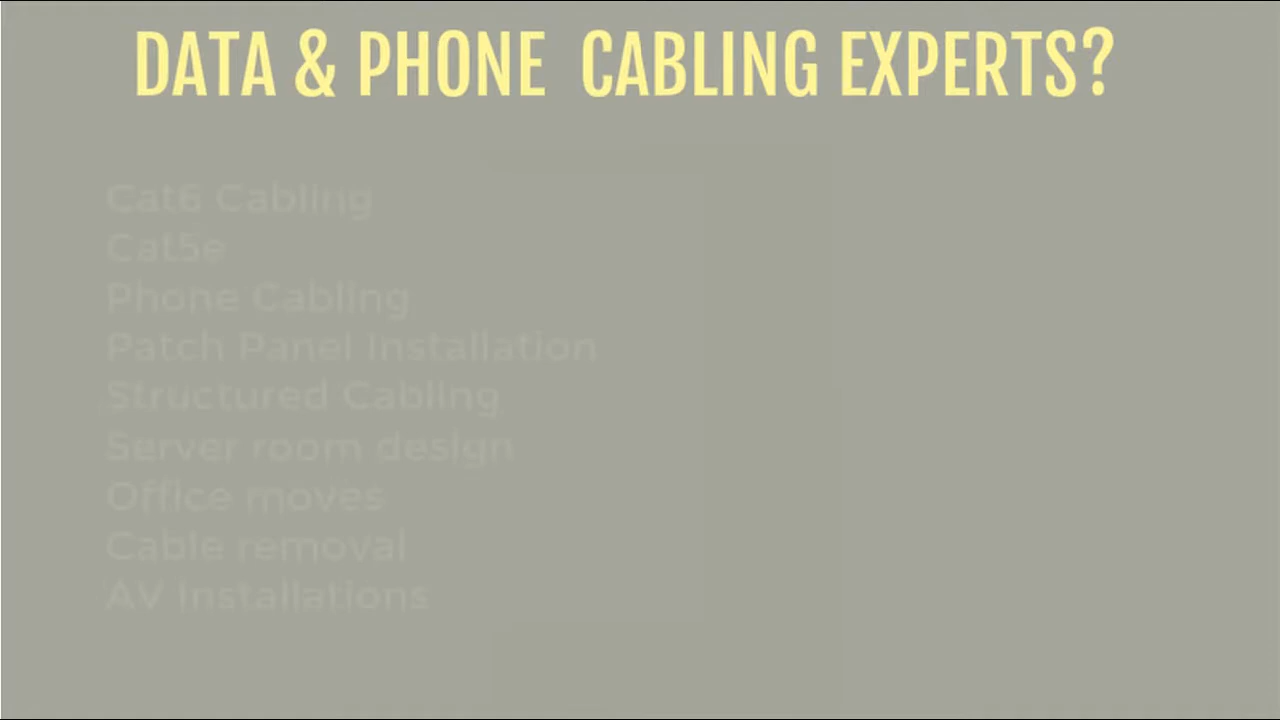 DATA & PHONE CABLING EXPERTS?
Cat6 Cabling
Cat5e
Phone Cabling
Patch Panel Installation
Structured Cabling
Server room design
Office moves
Cable removal
AV Installations